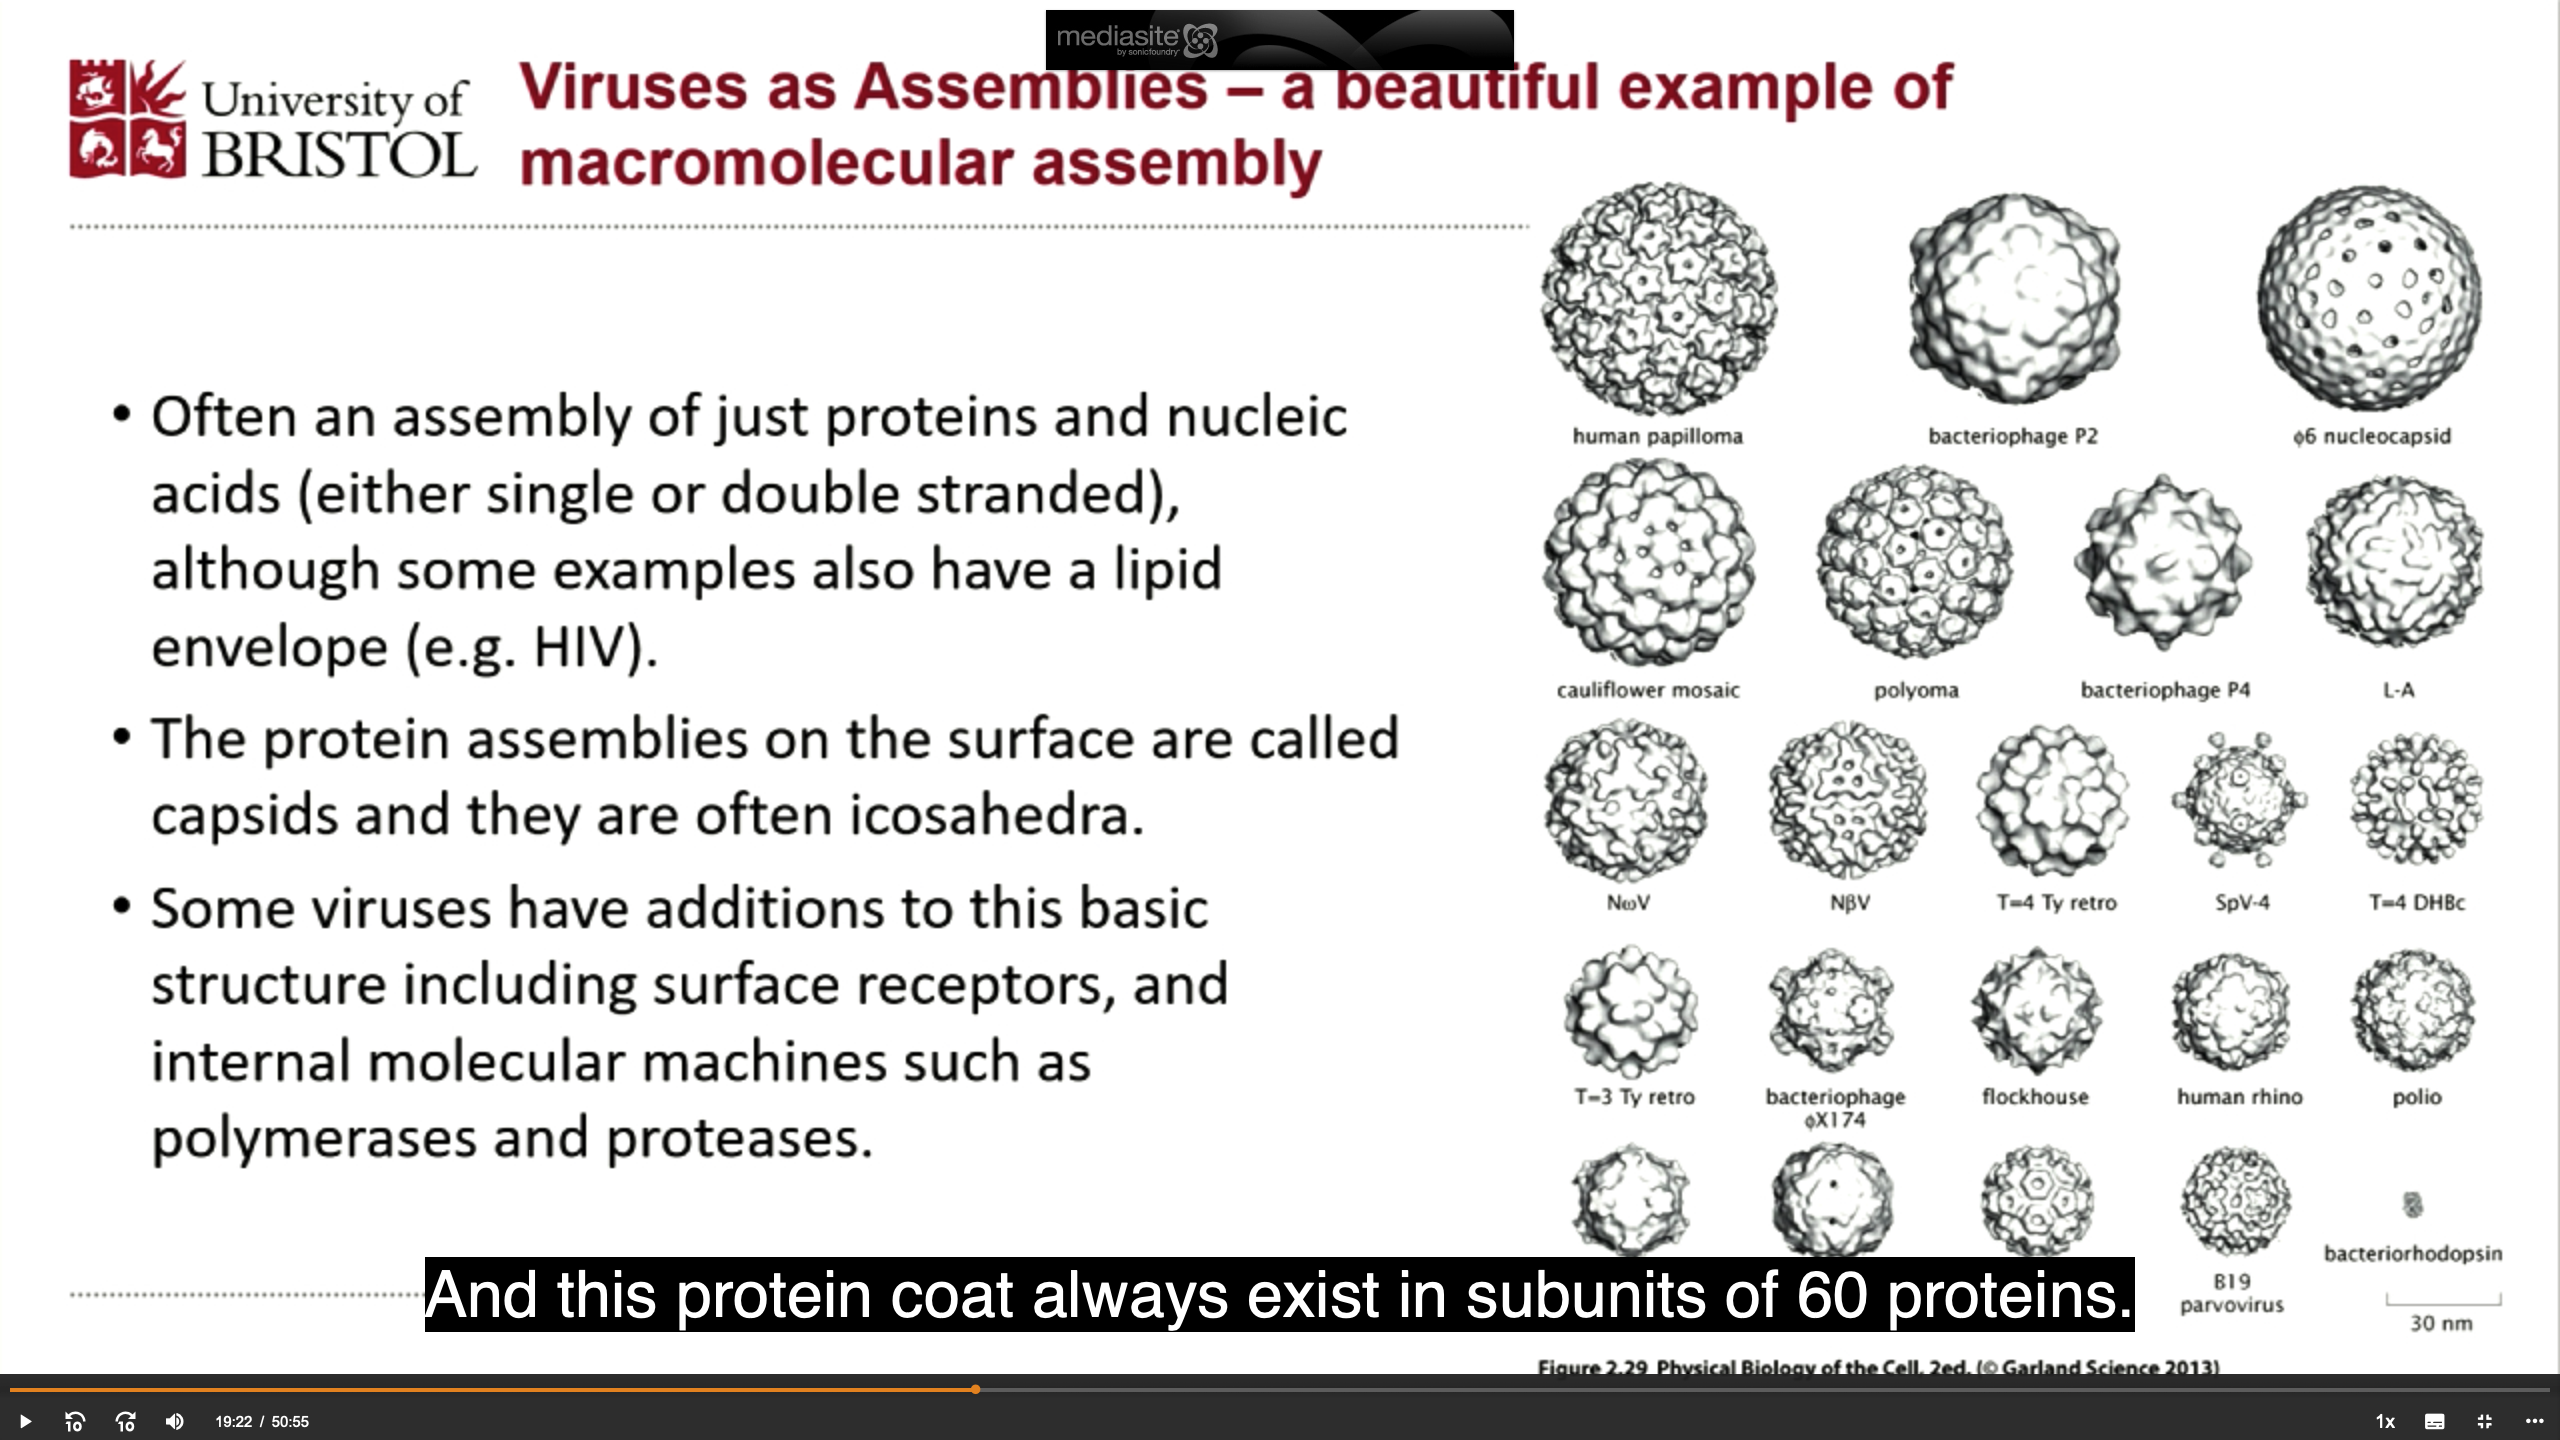 mediasite
by sonicfoundry
University of
BRISTOL
Viruses as Assemblies – a beautiful example of
macromolecular assembly
• Often an assembly of just proteins and nucleic
acids (either single or double stranded),
although some examples also have a lipid
envelope (e.g. HIV).
• The protein assemblies on the surface are called
capsids and they are often icosahedra.
• Some viruses have additions to this basic
structure including surface receptors, and
internal molecular machines such as
polymerases and proteases.
human papilloma bacteriophage P2 ϕ6 nucleocapsid
cauliflower mosaic polyoma bacteriophage P4 L-A
NωV NβV T=4 Ty retro SpV-4 T=4 DHBc
T=3 Ty retro bacteriophage flockhouse human rhino polio
ϕX174
bacteriorhodopsin
B19
parvovirus
30 nm
And this protein coat always exist in subunits of 60 proteins.
Figure 2.29 Physical Biology of the Cell, 2ed. (© Garland Science 2013)
10 10 19:22 / 50:55 1x